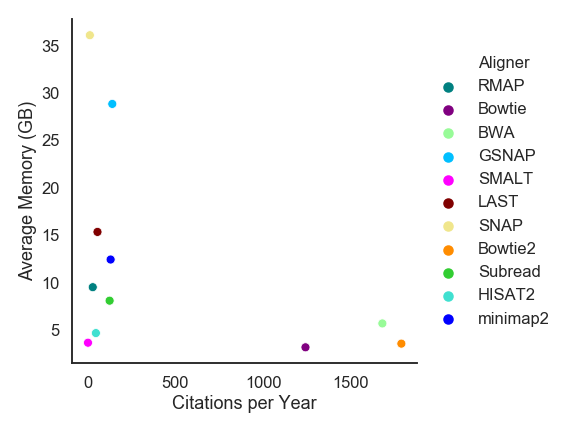 Average Memory (GB)
35
30
25
20
15
10
5
0
500
1000
1500
Citations per Year
Aligner
RMAP
Bowtie
BWA
GSNAP
SMALT
LAST
SNAP
Bowtie2
Subread
HISAT2
minimap2